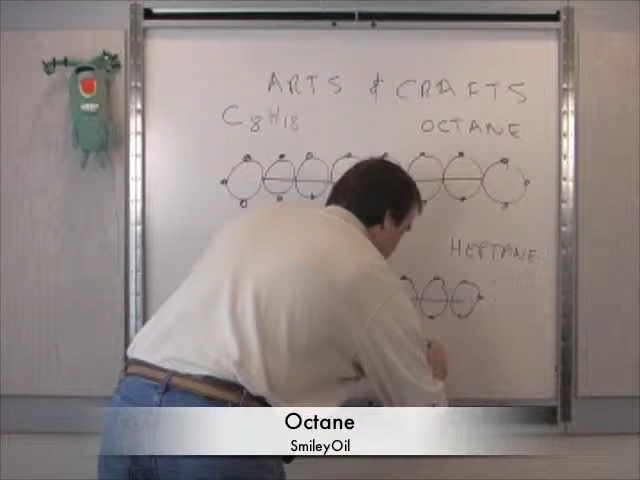 ARTS & CRAFTS
C8H18
OCTANE
HEPTANE
Octane
SmileyOil